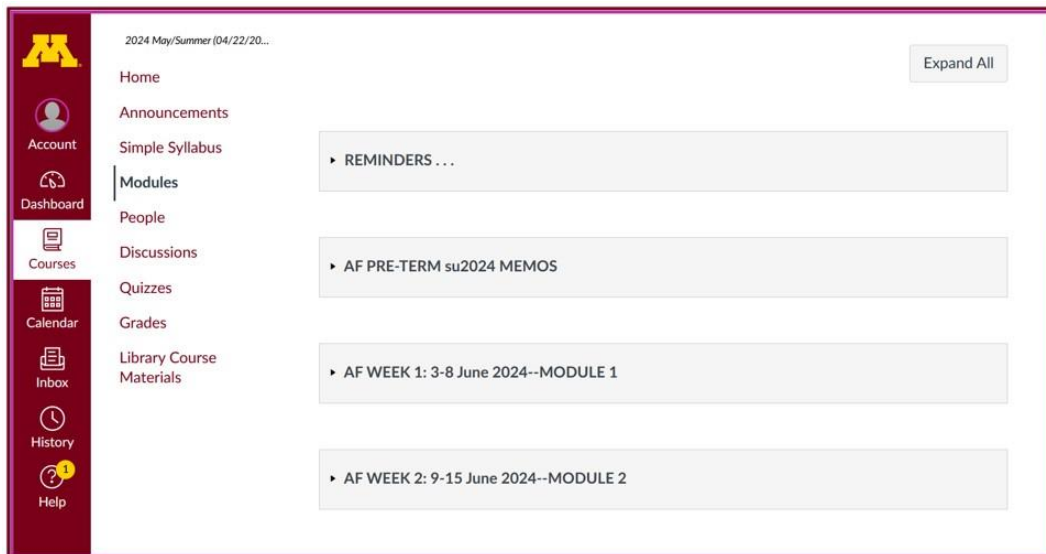 M
Account
Dashboard
Courses
Calendar
Inbox
History
1
Help
2024 May/Summer (04/22/20...
Home
Announcements
Simple Syllabus
Modules
People
Discussions
Quizzes
Grades
Library Course
Materials
Expand All
REMINDERS . . .
AF PRE-TERM su2024 MEMOS
AF WEEK 1: 3-8 June 2024--MODULE 1
AF WEEK 2: 9-15 June 2024--MODULE 2